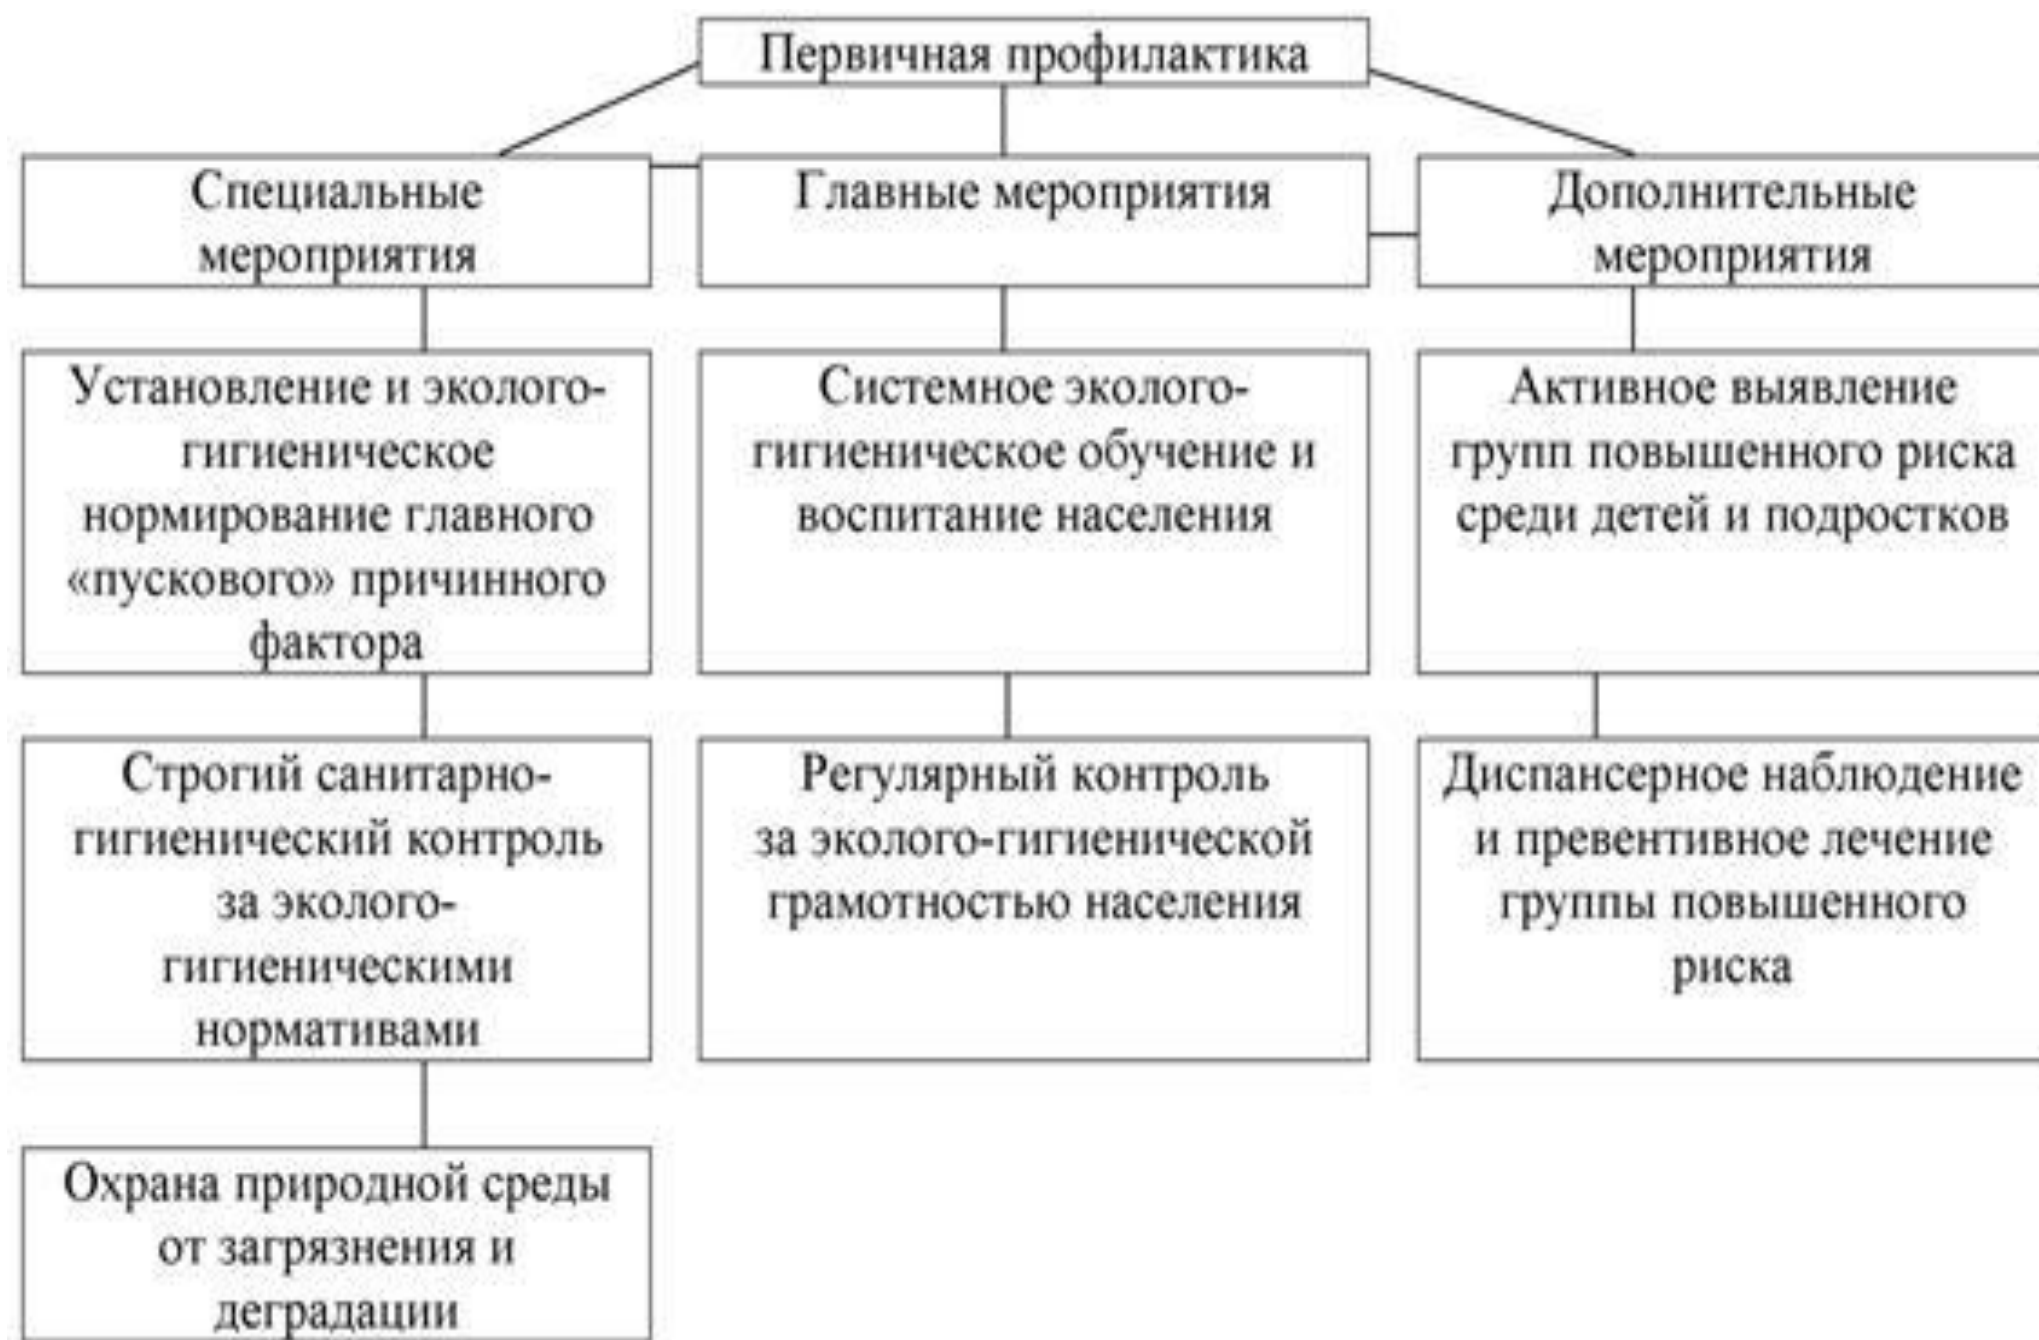 Первичная профилактика
Специальные
мероприятия
Главные мероприятия
Дополнительные
мероприятия
Установление и эколого-
гигиеническое
нормирование главного
«пускового» причинного
фактора
Системное эколого-
гигиеническое обучение и
воспитание населения
Активное выявление
групп повышенного риска
среди детей и подростков
Строгий санитарно-
гигиенический контроль
за эколого-
гигиеническими
нормативами
Регулярный контроль
за эколого-гигиенической
грамотностью населения
Диспансерное наблюдение
и превентивное лечение
группы повышенного
риска
Охрана природной среды
от загрязнения и
деградации